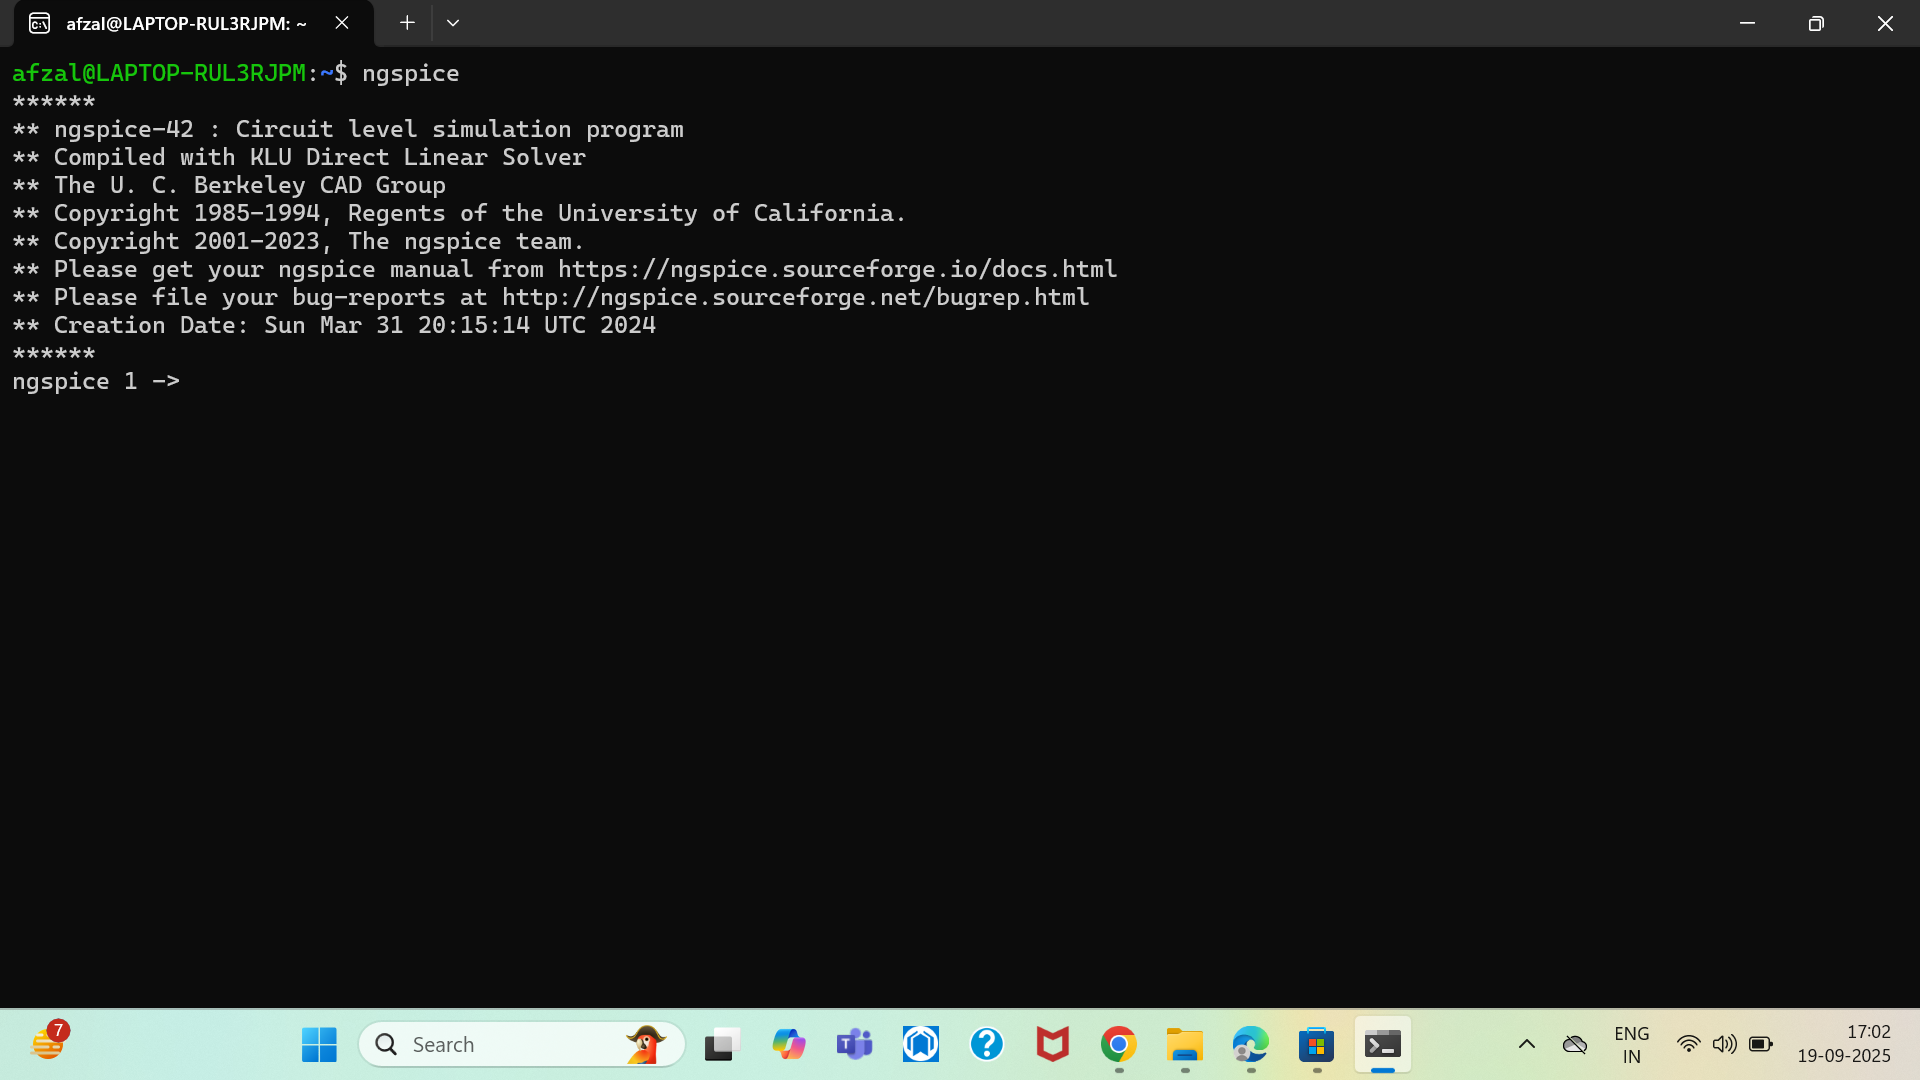 afzal@LAPTOP-RUL3RJPM: ~
afzal@LAPTOP-RUL3RJPM:~$ ngspice
******
** ngspice-42 : Circuit level simulation program
** Compiled with KLU Direct Linear Solver
** The U. C. Berkeley CAD Group
** Copyright 1985-1994, Regents of the University of California.
** Copyright 2001-2023, The ngspice team.
** Please get your ngspice manual from https://ngspice.sourceforge.io/docs.html
** Please file your bug-reports at http://ngspice.sourceforge.net/bugrep.html
** Creation Date: Sun Mar 31 20:15:14 UTC 2024
******
ngspice 1 ->
7
Search
ENG
IN
17:02
19-09-2025